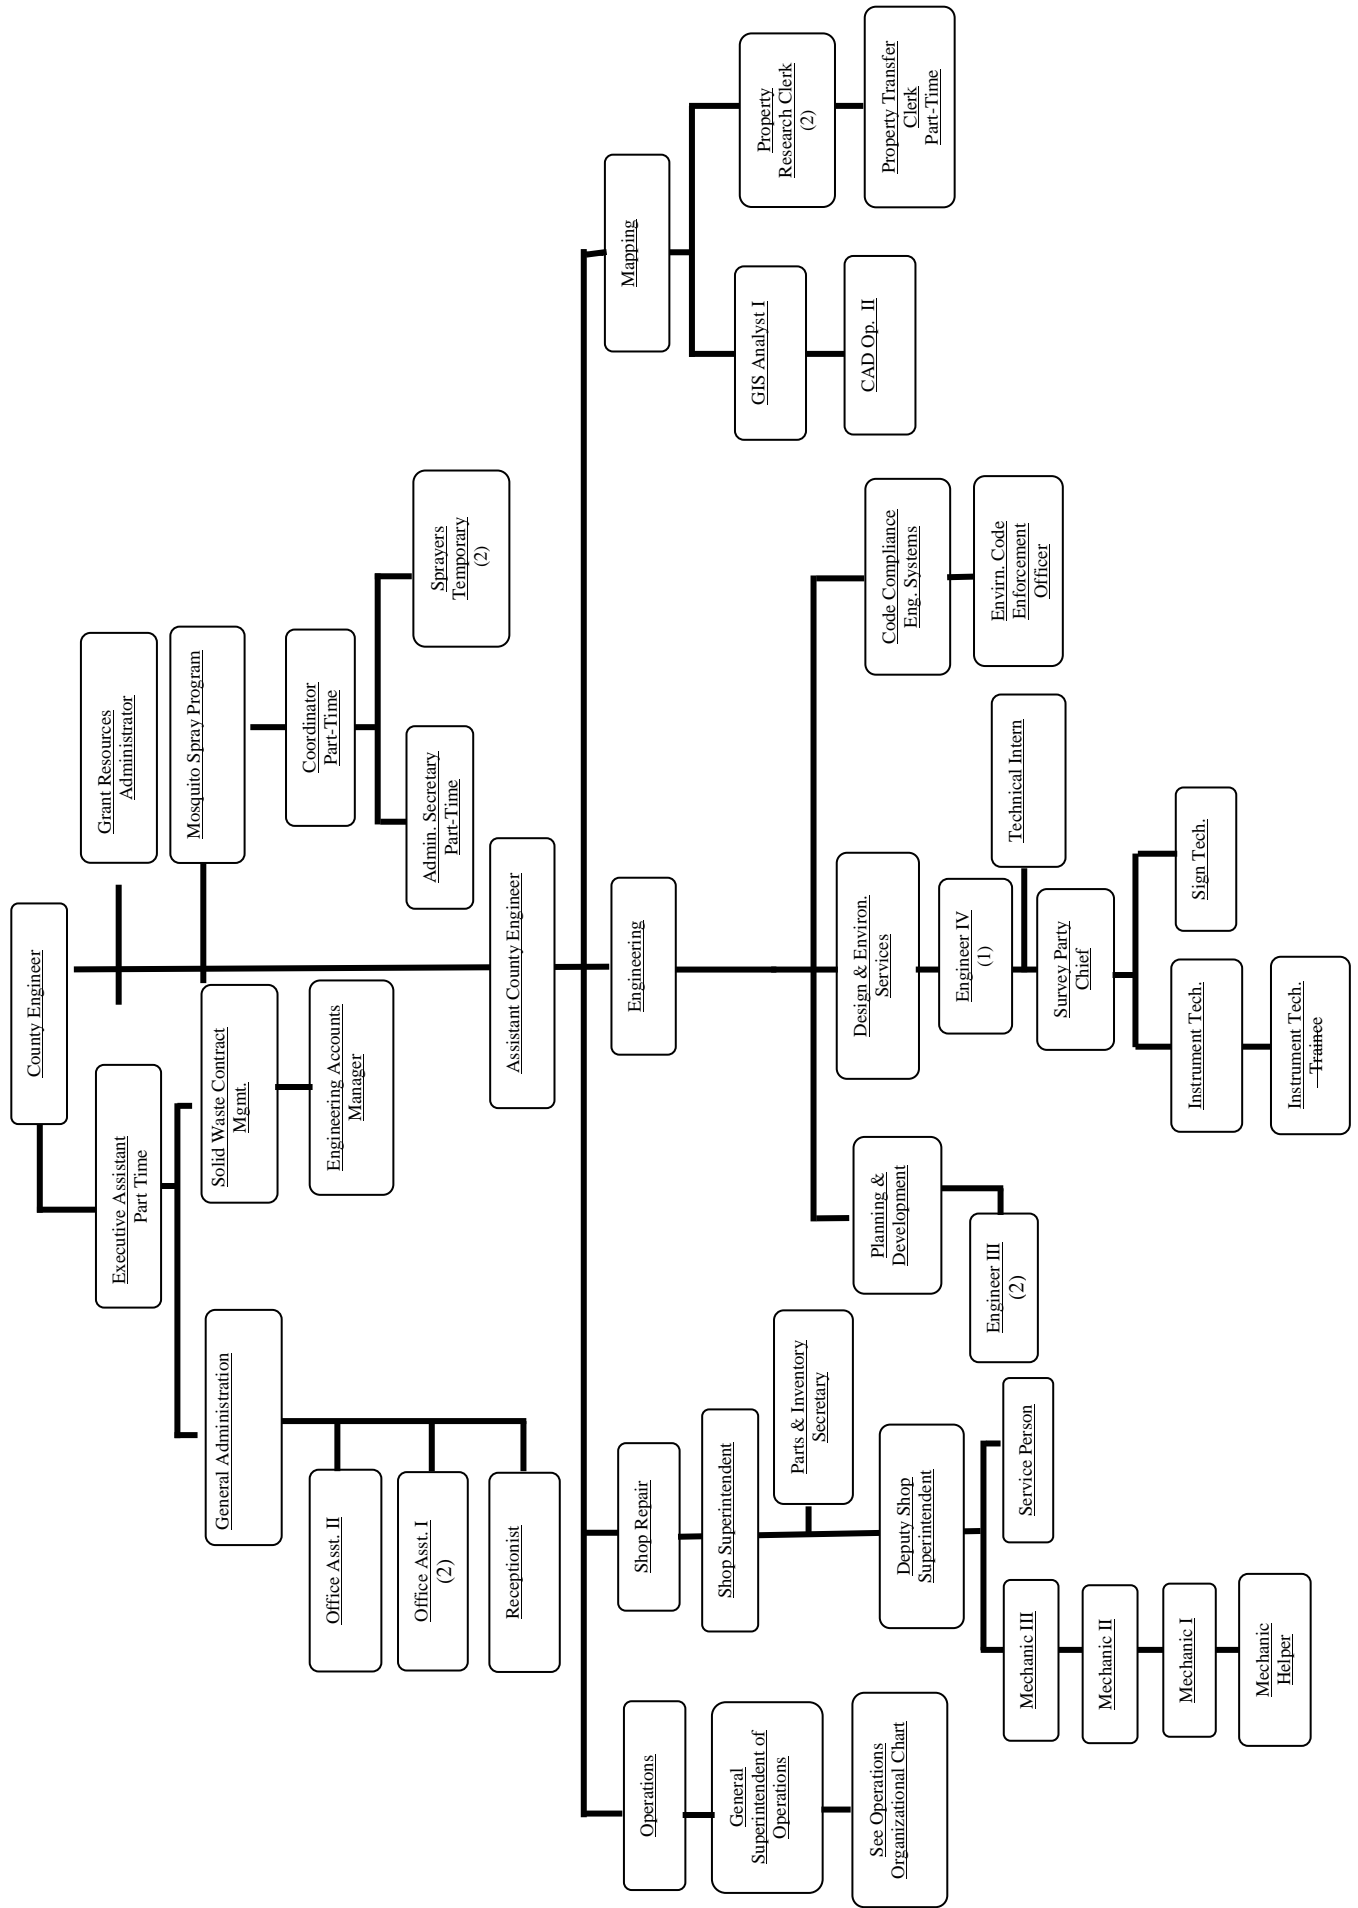 County Engineer
Executive Assistant
Part Time
Grant Resources
Administrator
General Administration
Solid Waste Contract
Mgmt.
Mosquito Spray Program
Office Asst. II
Office Asst. I
(2)
Receptionist
Engineering Accounts
Manager
Coordinator
Part-Time
Admin. Secretary
Part-Time
Sprayers
Temporary
(2)
Assistant County Engineer
Operations
General
Superintendent of
Operations
See Operations
Organizational Chart
Shop Repair
Shop Superintendent
Parts & Inventory
Secretary
Deputy Shop
Superintendent
Mechanic III
Mechanic II
Mechanic I
Mechanic
Helper
Service Person
Engineering
Planning &
Development
Engineer III
(2)
Design & Environ.
Services
Engineer IV
(1)
Technical Intern
Survey Party
Chief
Instrument Tech.
Instrument Tech.
Trainee
Sign Tech.
Code Compliance
Eng. Systems
Envirn. Code
Enforcement
Officer
Mapping
GIS Analyst I
CAD Op.  II
Property
Research Clerk
(2)
Property Transfer
Clerk
Part-Time